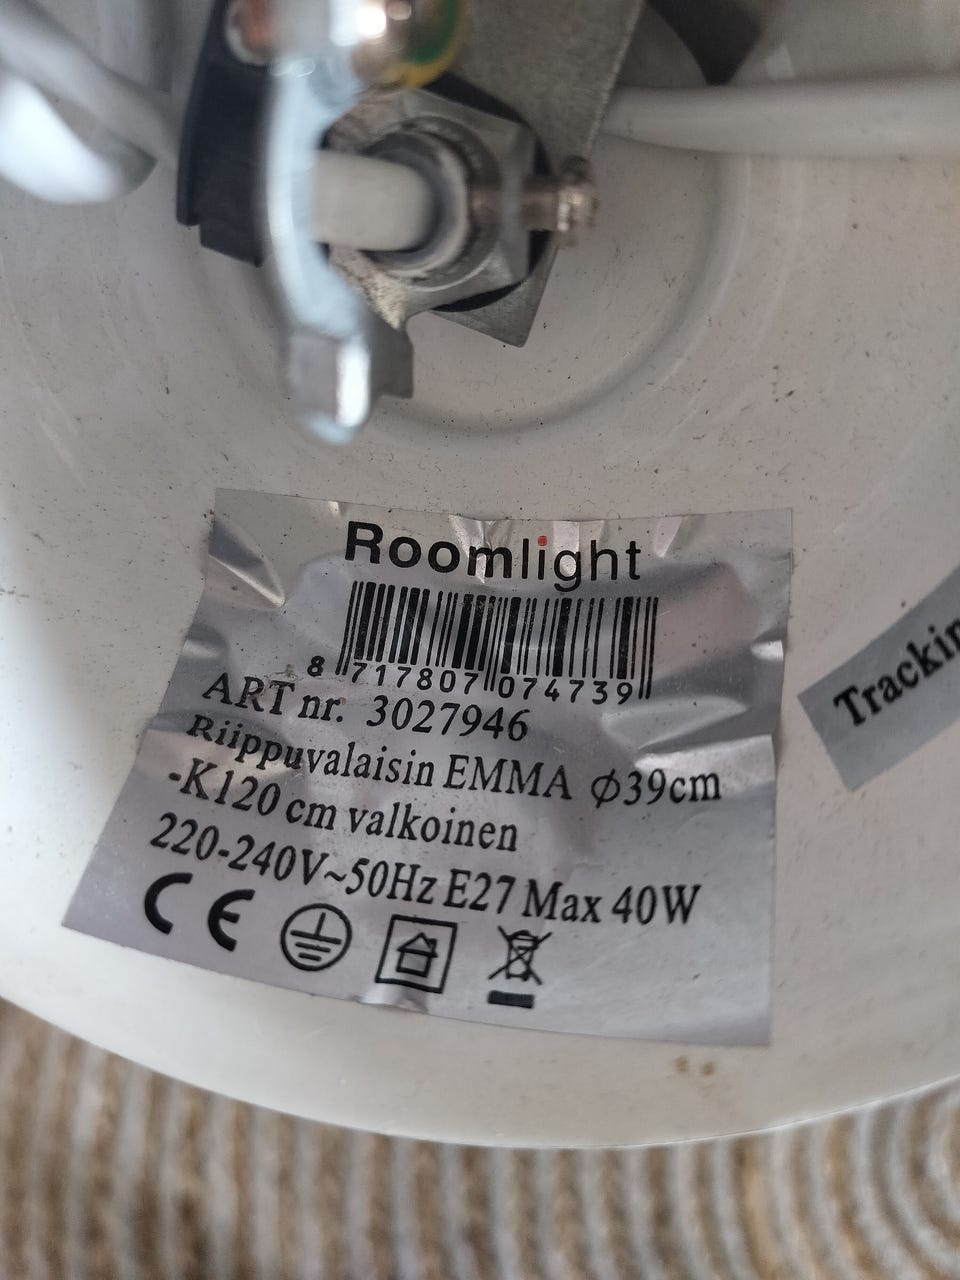 Roomlight
8 717807 074739
ART nr. 3027946
Riippuvalaisin EMMA ϕ39cm
-K120 cm valkoinen
220-240V~50Hz E27 Max 40W
CE